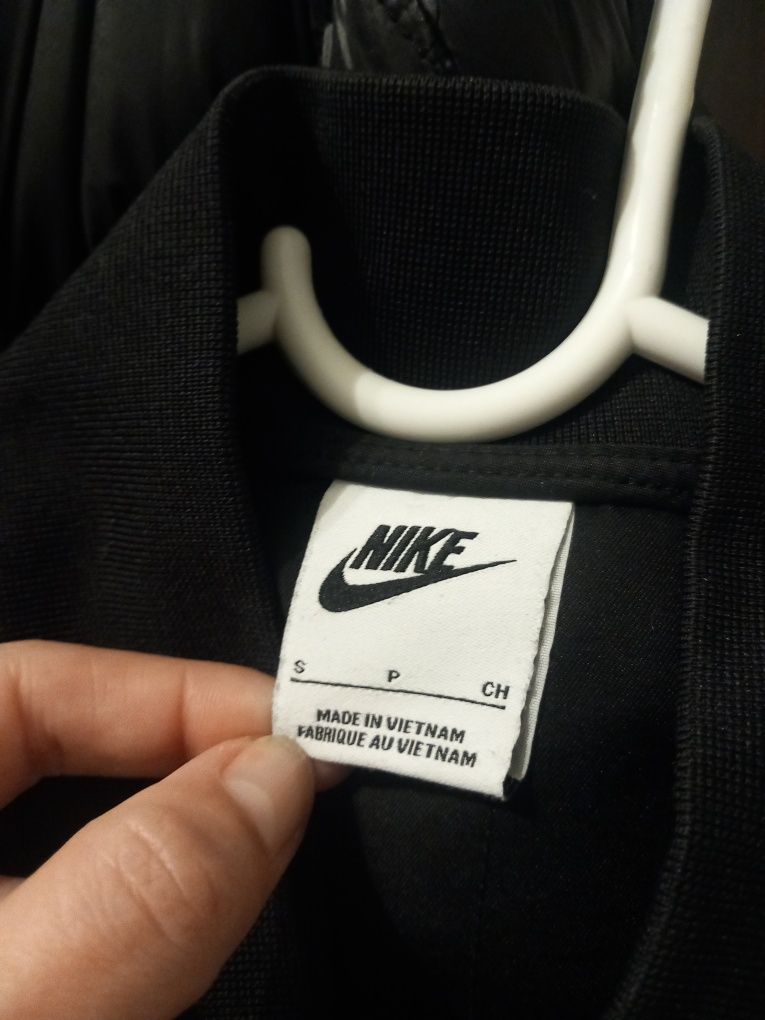 NIKE
S P CH
MADE IN VIETNAM
FABRIQUE AU VIETNAM